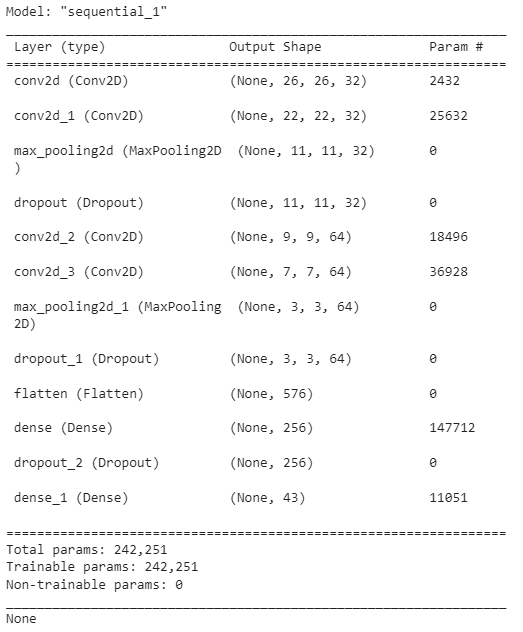 Model: "sequential_1"
_________________________________________________________________
Layer (type) Output Shape Param #
=================================================================
conv2d (Conv2D) (None, 26, 26, 32) 2432
conv2d_1 (Conv2D) (None, 22, 22, 32) 25632
max_pooling2d (MaxPooling2D (None, 11, 11, 32) 0
)
dropout (Dropout) (None, 11, 11, 32) 0
conv2d_2 (Conv2D) (None, 9, 9, 64) 18496
conv2d_3 (Conv2D) (None, 7, 7, 64) 36928
max_pooling2d_1 (MaxPooling (None, 3, 3, 64) 0
2D)
dropout_1 (Dropout) (None, 3, 3, 64) 0
flatten (Flatten) (None, 576) 0
dense (Dense) (None, 256) 147712
dropout_2 (Dropout) (None, 256) 0
dense_1 (Dense) (None, 43) 11051
=================================================================
Total params: 242,251
Trainable params: 242,251
Non-trainable params: 0
_________________________________________________________________
None